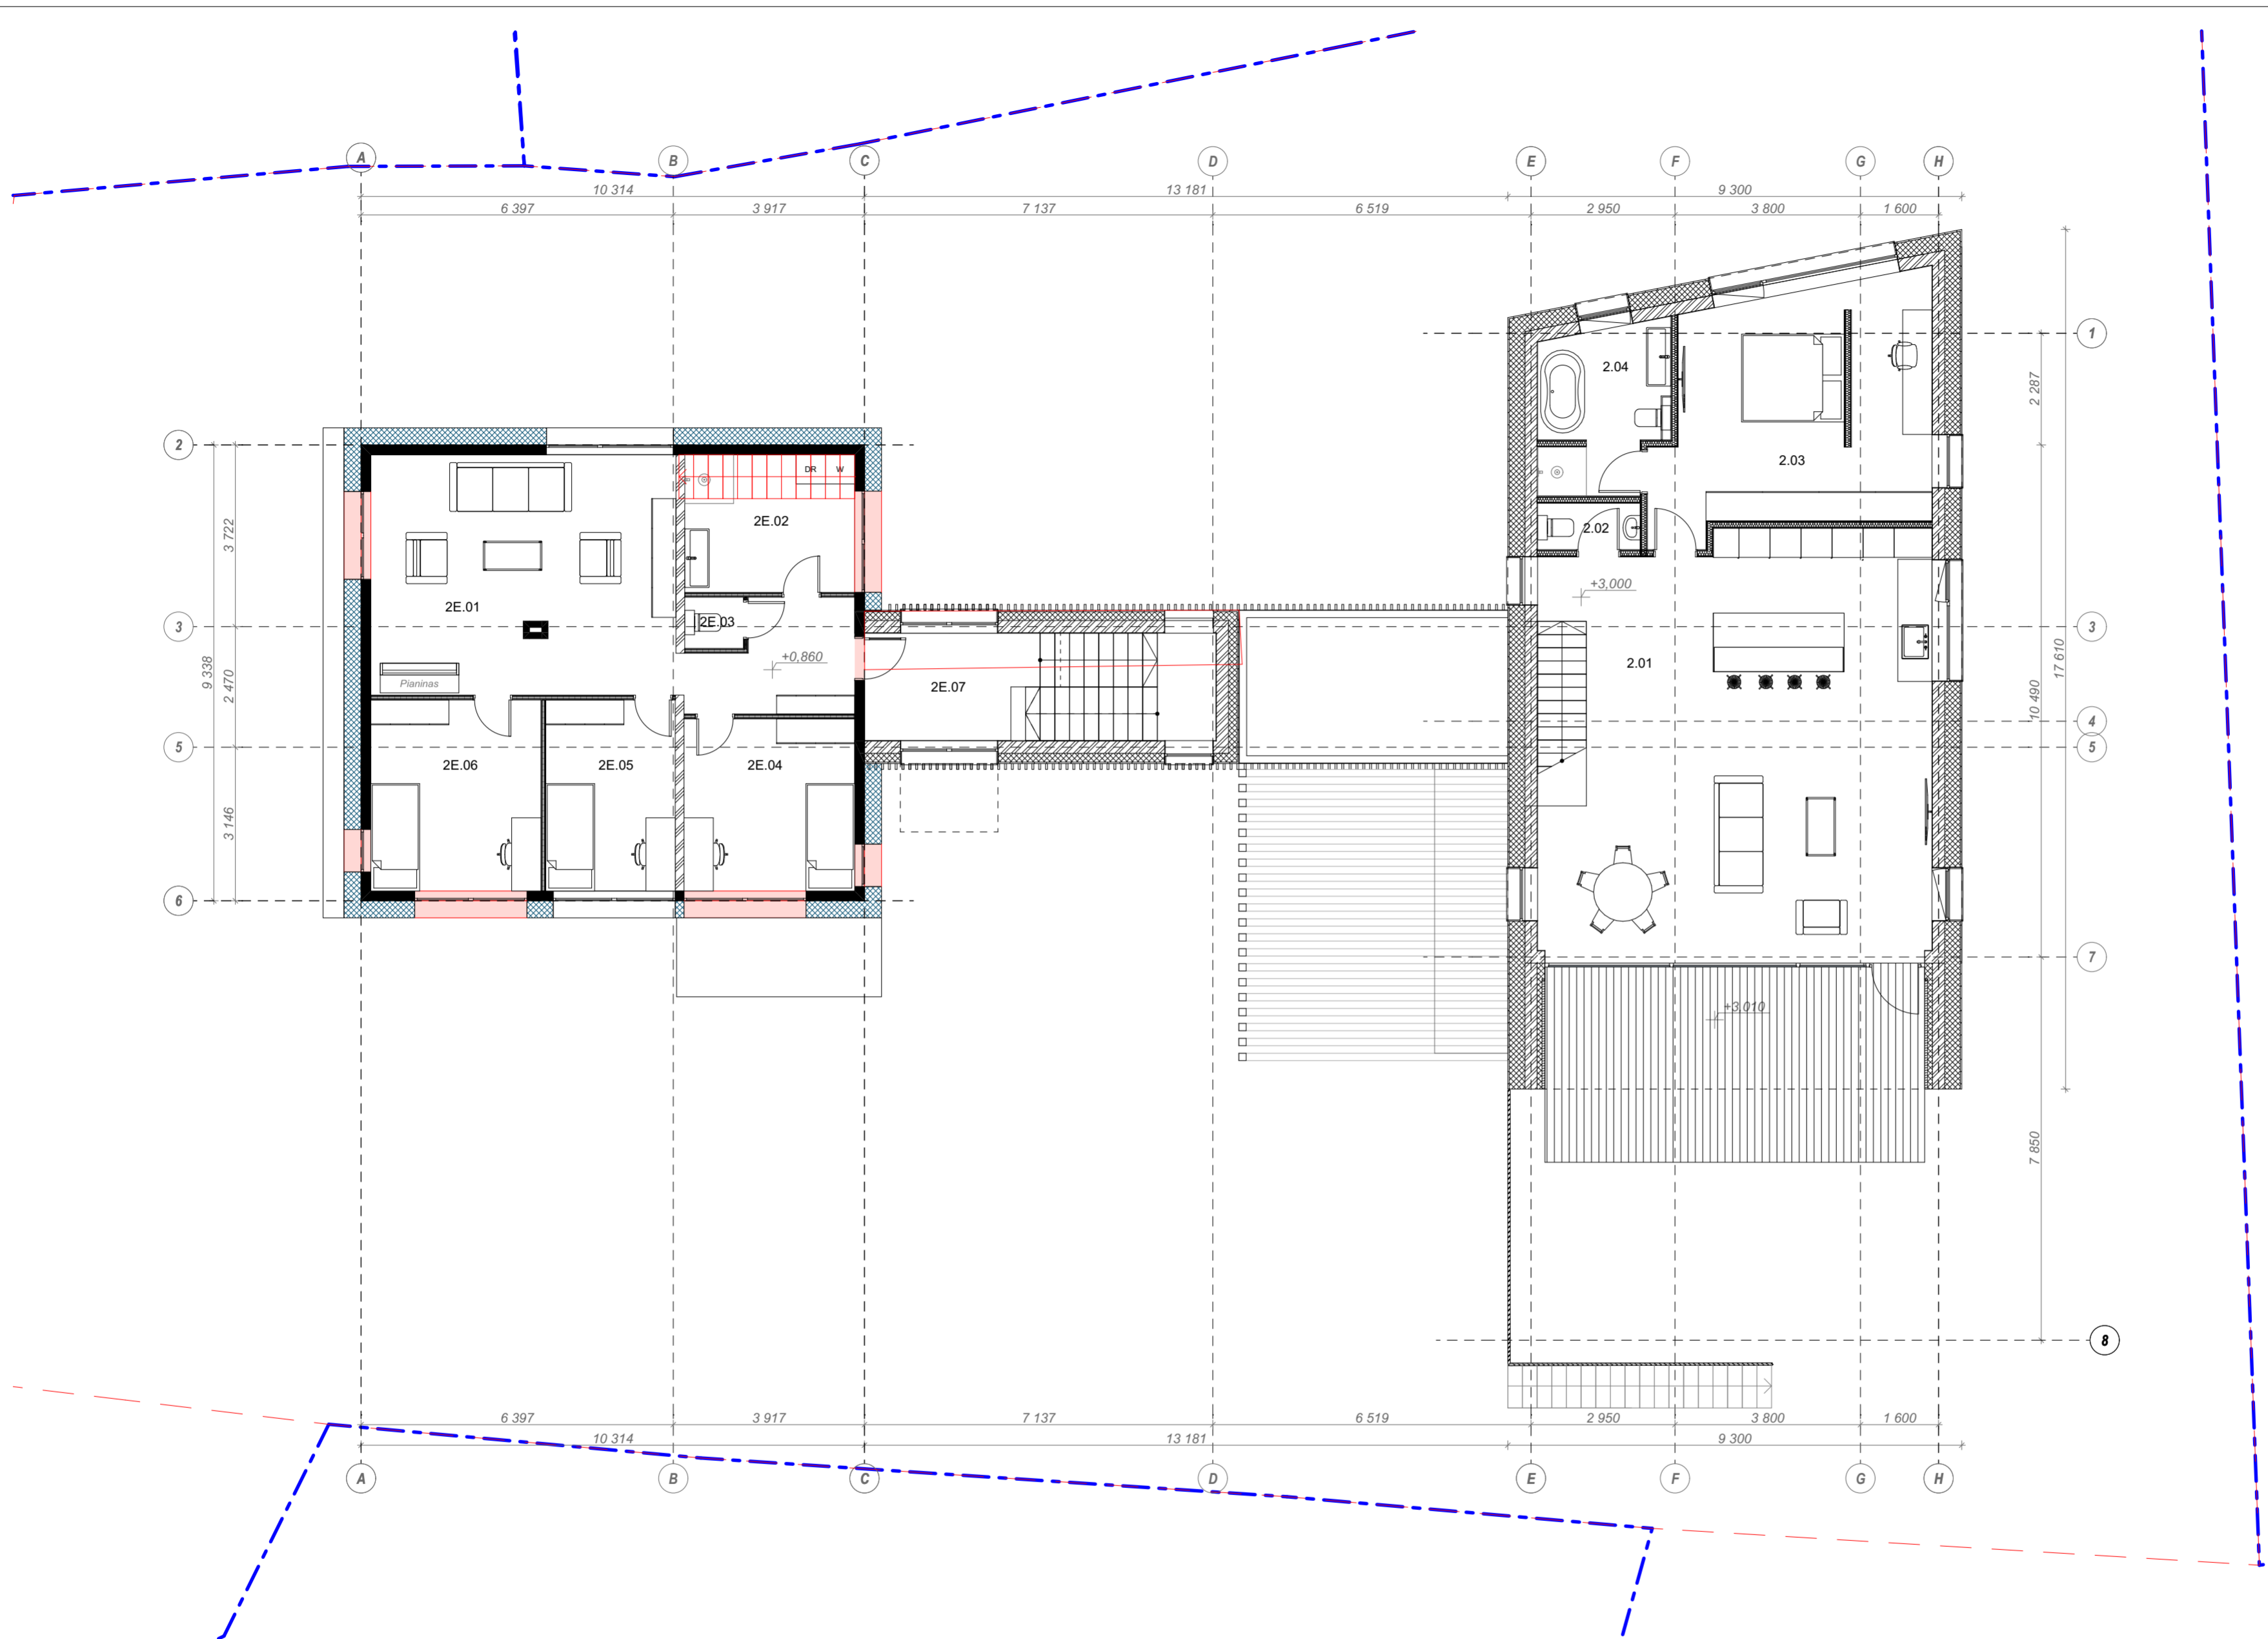 A B C D E F G H
10 314 13 181 9 300
6 397 3 917 7 137 6 519 2 950 3 800 1 600
1
2.04
2 287
2
DR W
2.03
2E.02
3 722
2.02
+3,000
2E.01
2E.03
3
3
+0,860
2.01
9 338
2 470
Pianinas
2E.07
17 610
10 490
4
5
5
2E.06 2E.05 2E.04
3 146
6
7
+3,010
7 850
8
6 397 3 917 7 137 6 519 2 950 3 800 1 600
10 314 13 181 9 300
A B C D E F G H